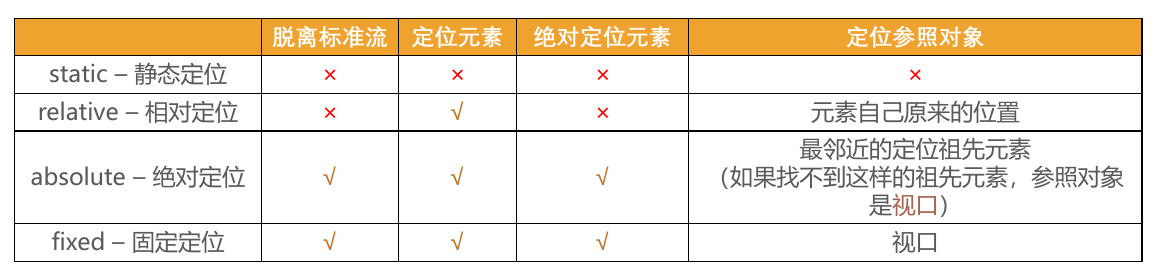 脱离标准流 定位元素 绝对定位元素 定位参照对象
static – 静态定位 × × × ×
relative – 相对定位 × √ × 元素自己原来的位置
absolute – 绝对定位 √ √ √ 最邻近的定位祖先元素
（如果找不到这样的祖先元素，参照对象
是视口）
fixed – 固定定位 √ √ √ 视口